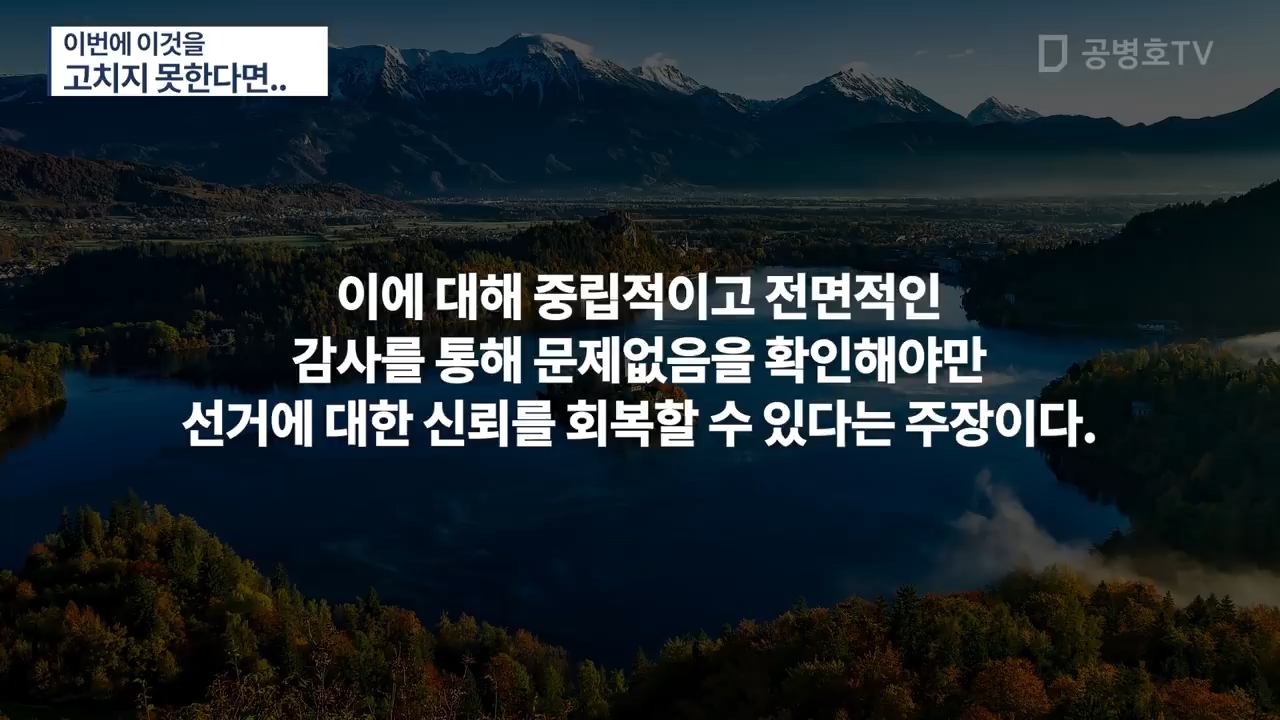 이번에 이것을
고치지 못한다면..
공병호TV
이에 대해 중립적이고 전면적인
감사를 통해 문제없음을 확인해야만
선거에 대한 신뢰를 회복할 수 있다는 주장이다.